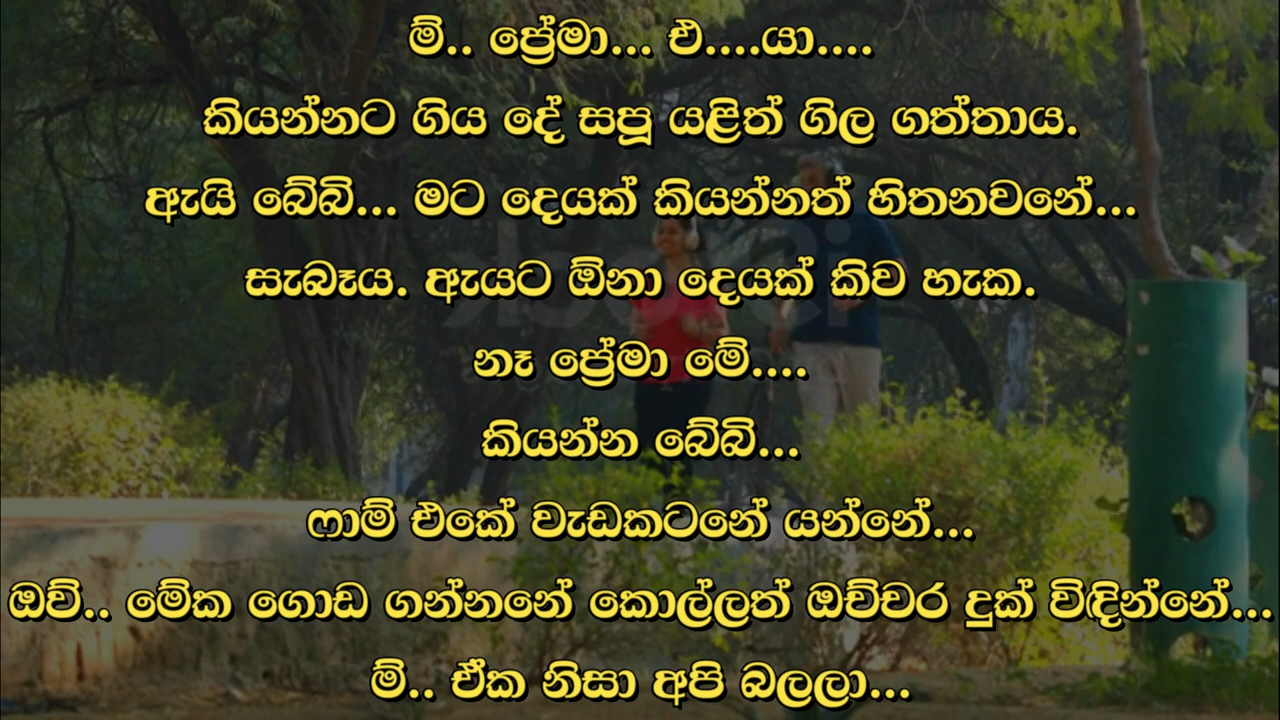 ම්.. ප්‍රේමා... එ....යා....
කියන්නට ගිය දේ සපූ යළිත් ගිල ගත්තාය.
ඇයි බේබි... මට දෙයක් කියන්නත් හිතනවනේ...
සැබෑය. ඇයට ඕනා දෙයක් කිව හැක.
නෑ ප්‍රේමා මේ....
කියන්න බේබි...
ෆාම් එකේ වැඩකටනේ යන්නේ...
ඔව්.. මේක ගොඩ ගන්නනේ කොල්ලත් ඔච්චර දුක් විඳින්නේ...
ම්.. ඒක නිසා අපි බලලා...